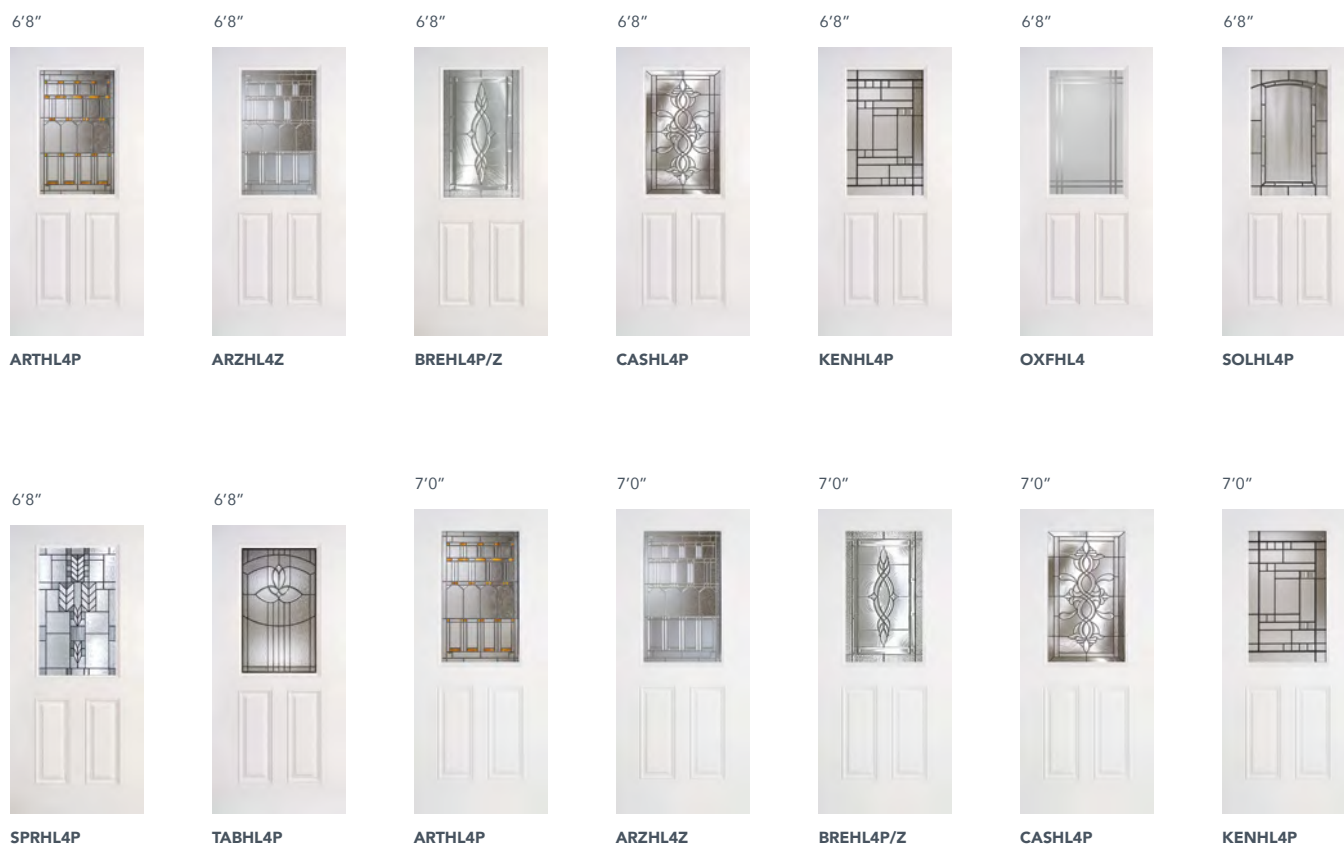 6'8"
6'8"
6'8"
6'8"
6'8"
6'8"
6'8"
ARTHL4P
ARZHL4Z
BREHL4P/Z
CASHL4P
KENHL4P
OXFHL4
SOLHL4P
6'8"
6'8"
7'0"
7'0"
7'0"
7'0"
7'0"
SPRHL4P
TABHL4P
ARTHL4P
ARZHL4Z
BREHL4P/Z
CASHL4P
KENHL4P